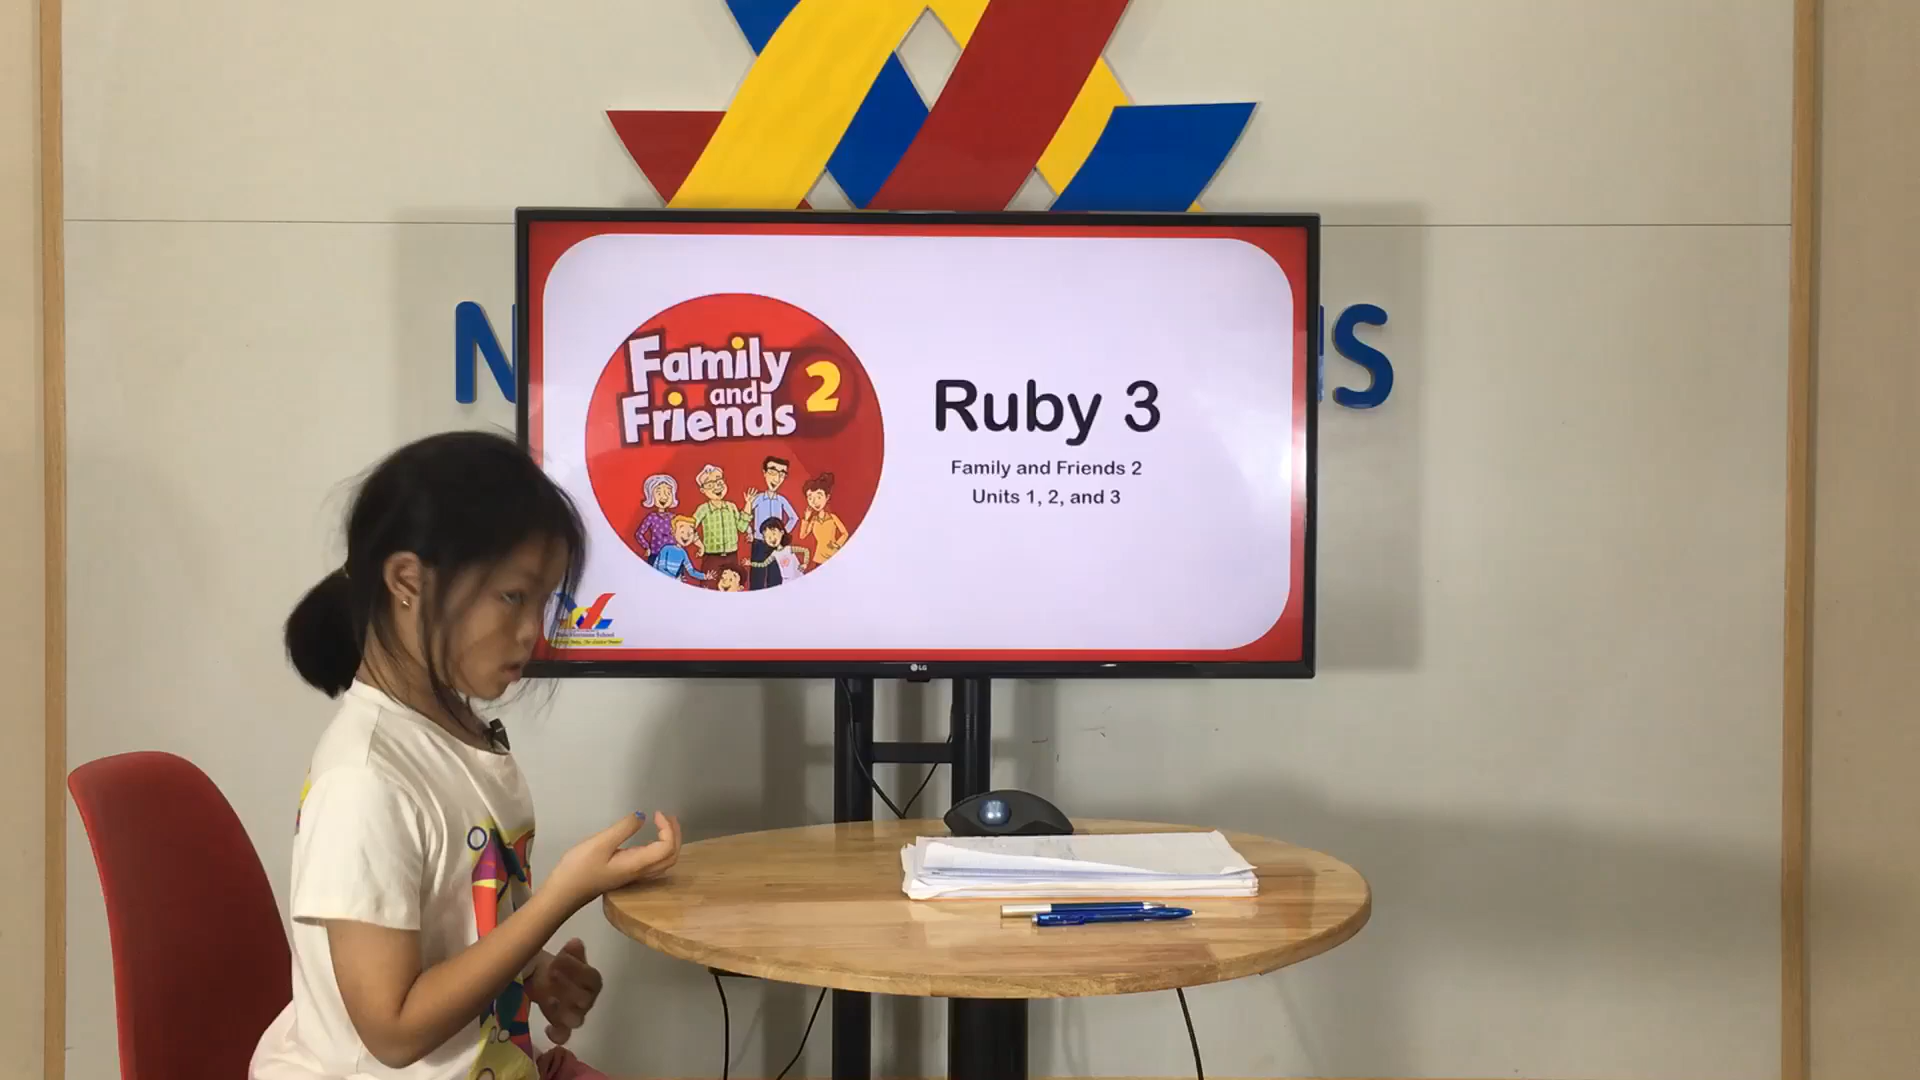 N
S
Family
and
Friends 2
Ruby 3
Family and Friends 2
Units 1, 2, and 3
LG